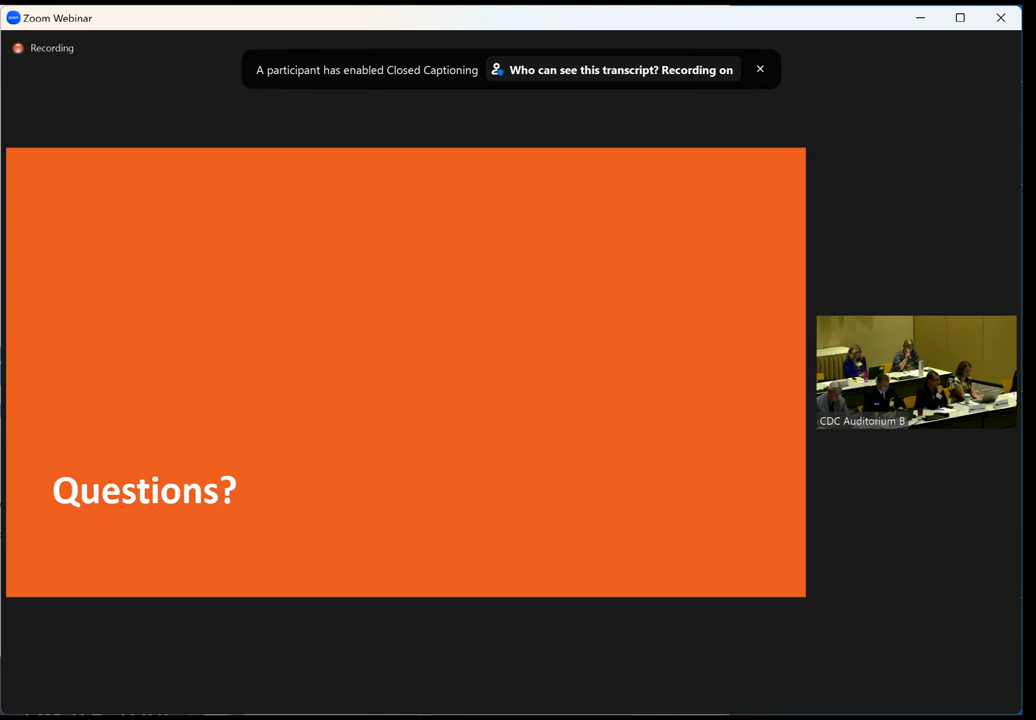 Zoom Webinar
Recording
A participant has enabled Closed Captioning
Who can see this transcript? Recording on
Questions?
CDC Auditorium B